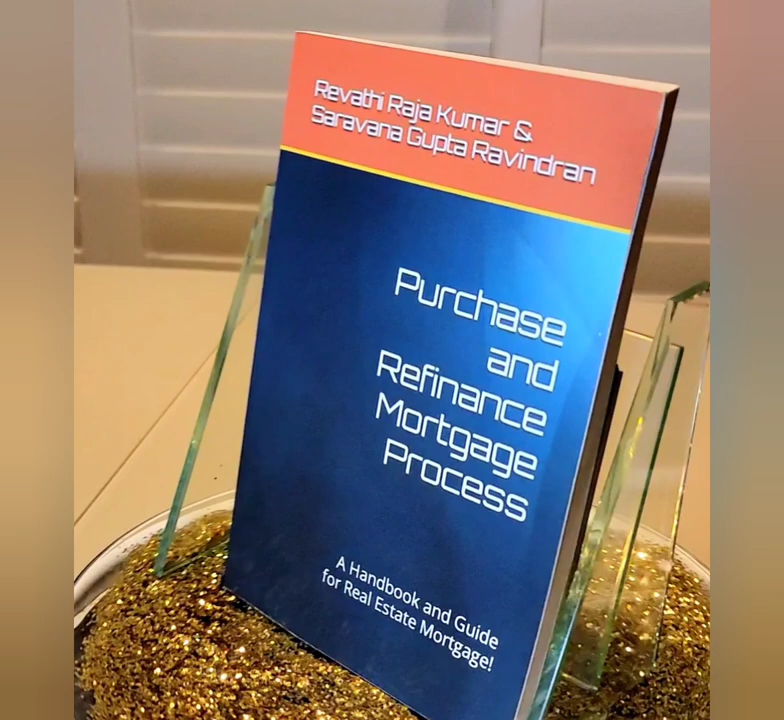 Revathi Raja Kumar &
Saravana Gupta Ravindran
Purchase
and
Refinance
Mortgage
Process
A Handbook and Guide
for Real Estate Mortgage!